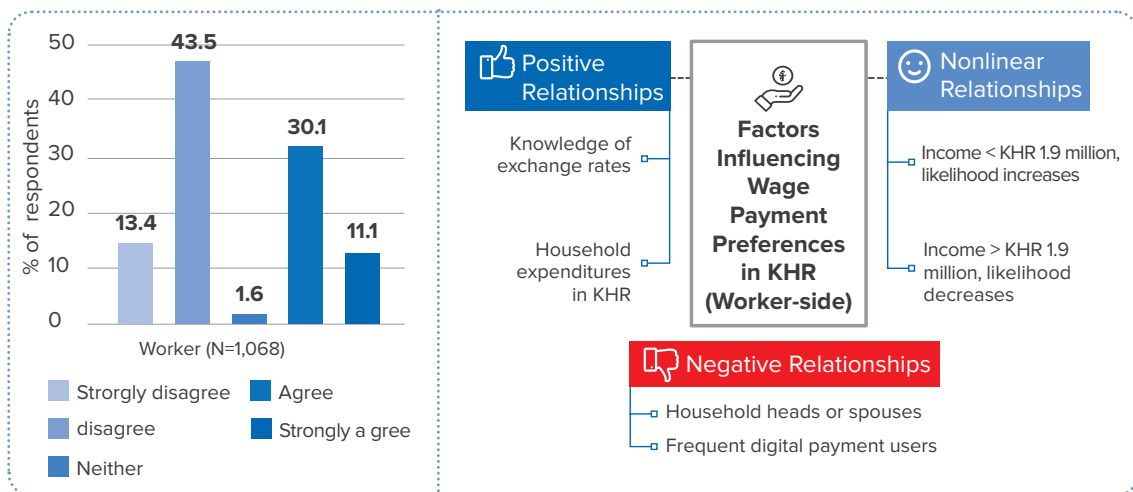 50
40
30
20
10
0
% of respondents
13.4
43.5
1.6
30.1
11.1
Worker (N=1,068)
Strorgly disagree
disagree
Neither
Agree
Strongly a gree
Positive
Relationships
Knowledge of
exchange rates
Household
expenditures
in KHR
Factors
Influencing
Wage
Payment
Preferences
in KHR
(Worker-side)
Nonlinear
Relationships
Income < KHR 1.9 million,
likelihood increases
Income > KHR 1.9
million, likelihood
decreases
Negative Relationships
Household heads or spouses
Frequent digital payment users